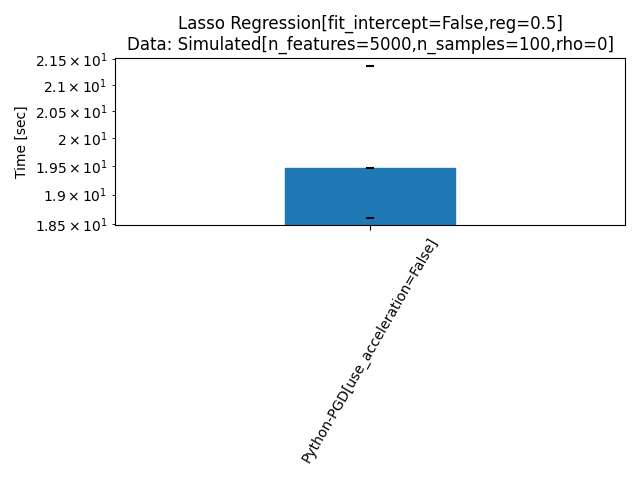 Lasso Regression[fit_intercept=False,reg=0.5]
Data: Simulated[n_features=5000,n_samples=100,rho=0]
Time [sec]
2.15 × 10¹
2.1 × 10¹
2.05 × 10¹
2 × 10¹
1.95 × 10¹
1.9 × 10¹
1.85 × 10¹
Python-PGD[use_acceleration=False]